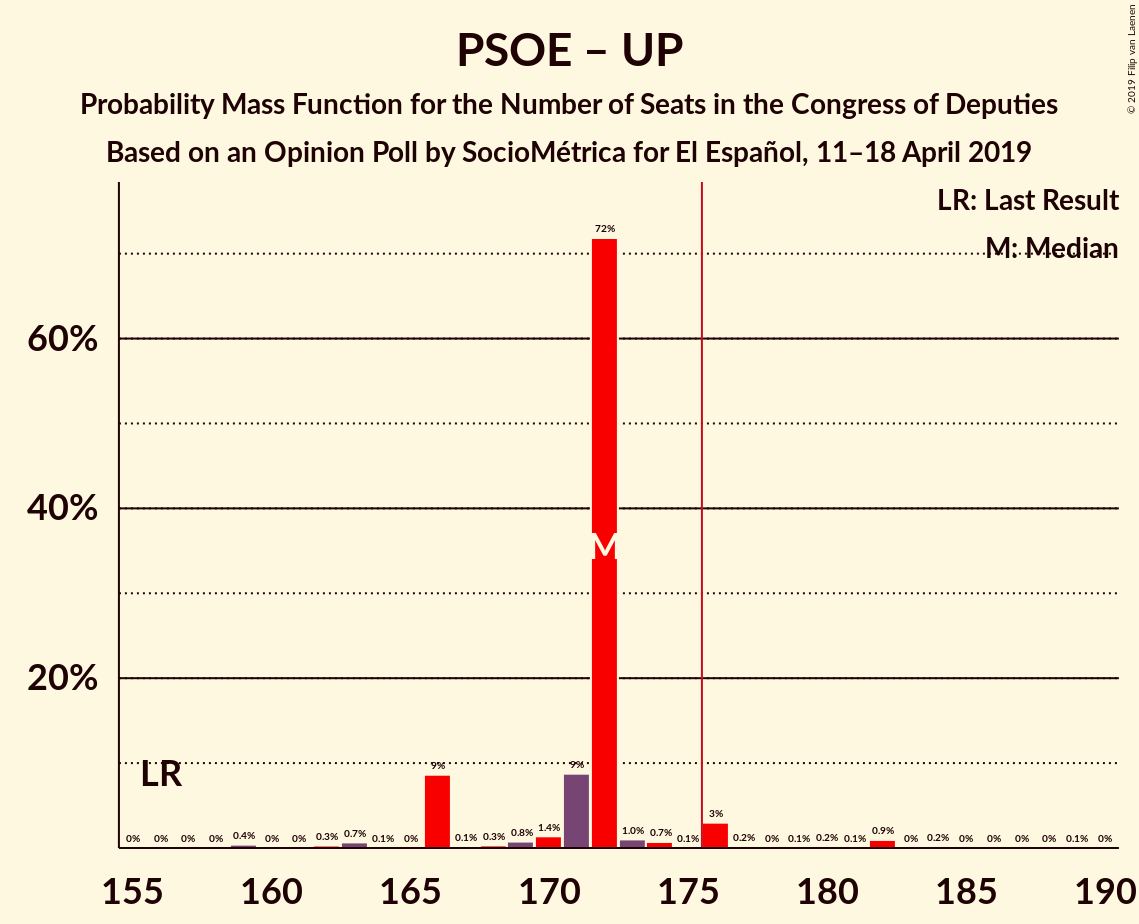 PSOE – UP
Probability Mass Function for the Number of Seats in the Congress of Deputies
Based on an Opinion Poll by SocioMétrica for El Español, 11–18 April 2019
© 2019 Filip van Laenen
LR: Last Result
M: Median
60%
40%
20%
LR
M
0% 0% 0% 0% 0.4% 0% 0% 0.3% 0.7% 0.1% 0% 9% 0.1% 0.3% 0.8% 1.4% 9% 72% 1.0% 0.7% 0.1% 3% 0.2% 0% 0.1% 0.2% 0.1% 0.9% 0% 0.2% 0% 0% 0% 0% 0.1% 0%
155 160 165 170 175 180 185 190